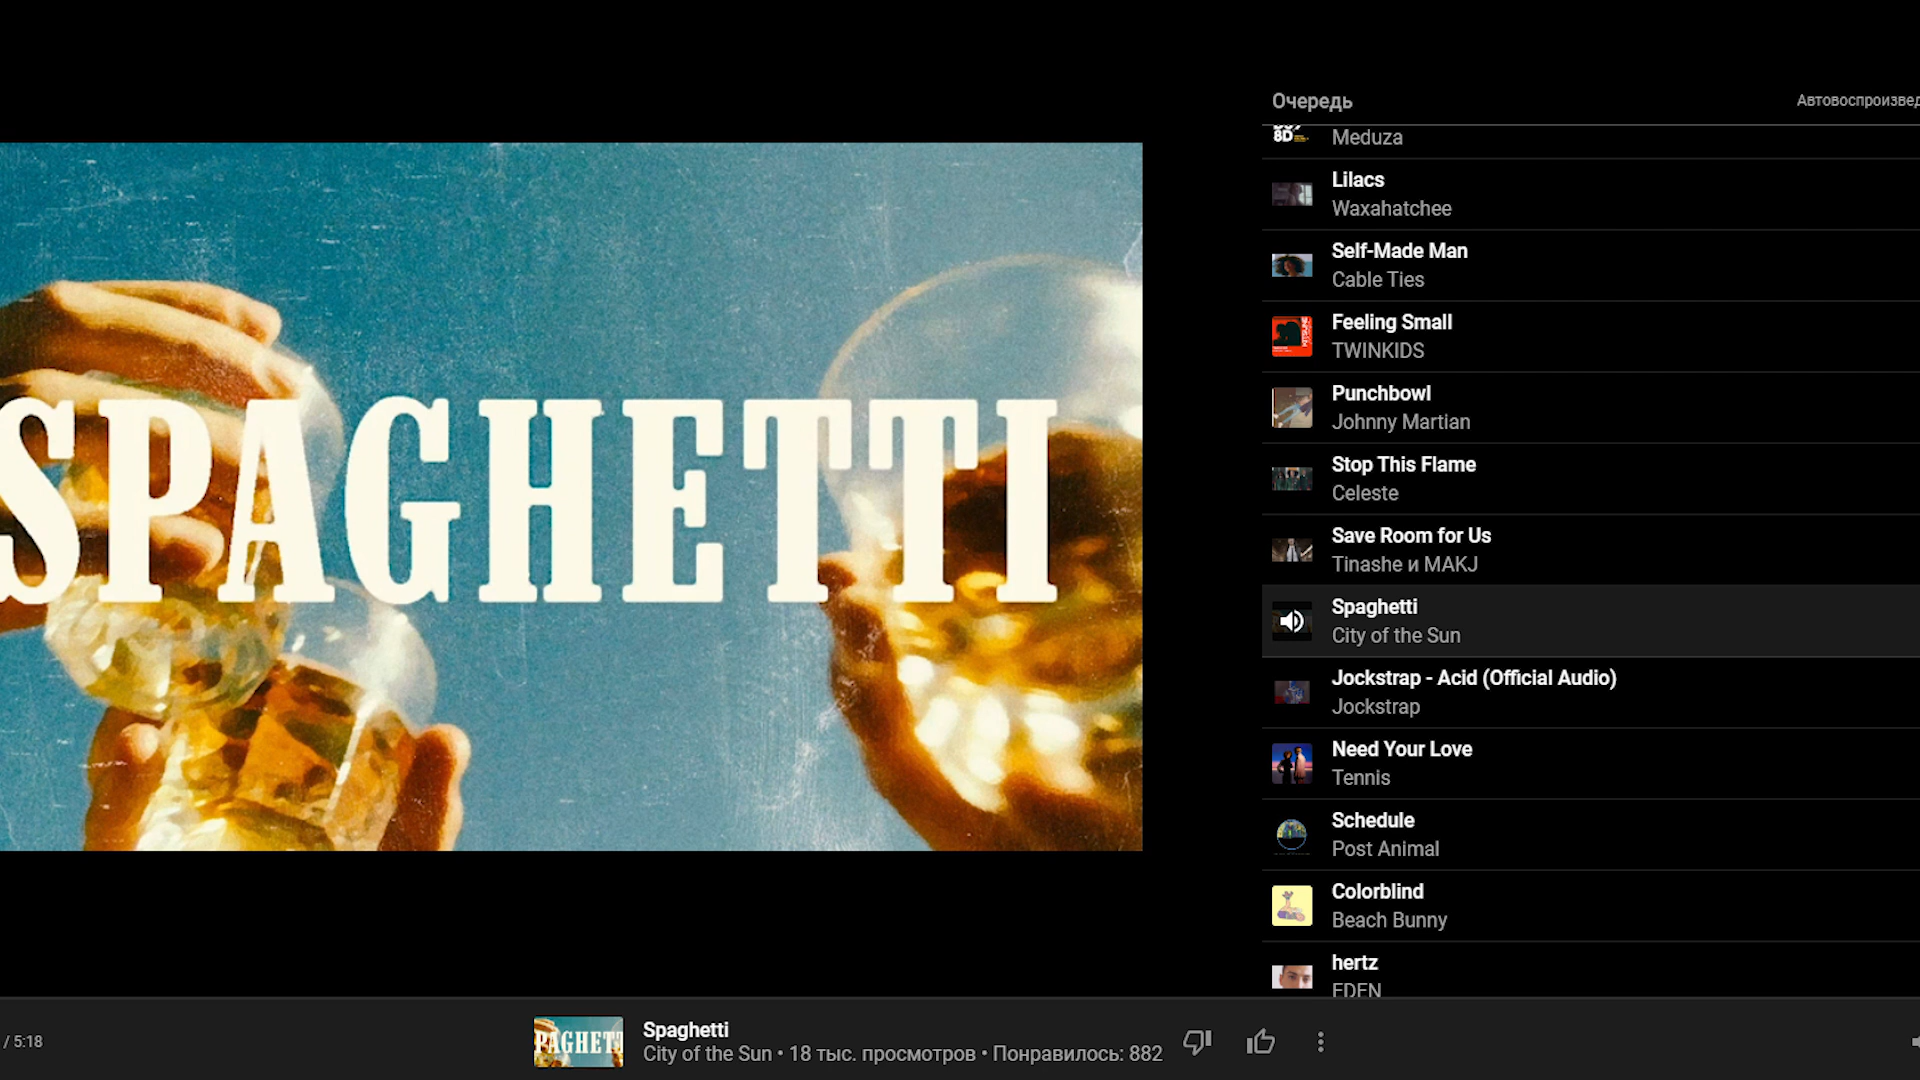 Очередь
Автовоспроизвед
8D
Meduza
Lilacs
Waxahatchee
Self-Made Man
Cable Ties
Feeling Small
TWINKIDS
Punchbowl
Johnny Martian
Stop This Flame
Celeste
Save Room for Us
Tinashe и MAKJ
Spaghetti
City of the Sun
Jockstrap - Acid (Official Audio)
Jockstrap
Need Your Love
Tennis
Schedule
Post Animal
Colorblind
Beach Bunny
hertz
EDEN
SPAGHETTI
/ 5:18
PAGHETT
Spaghetti
City of the Sun • 18 тыс. просмотров • Понравилось: 882